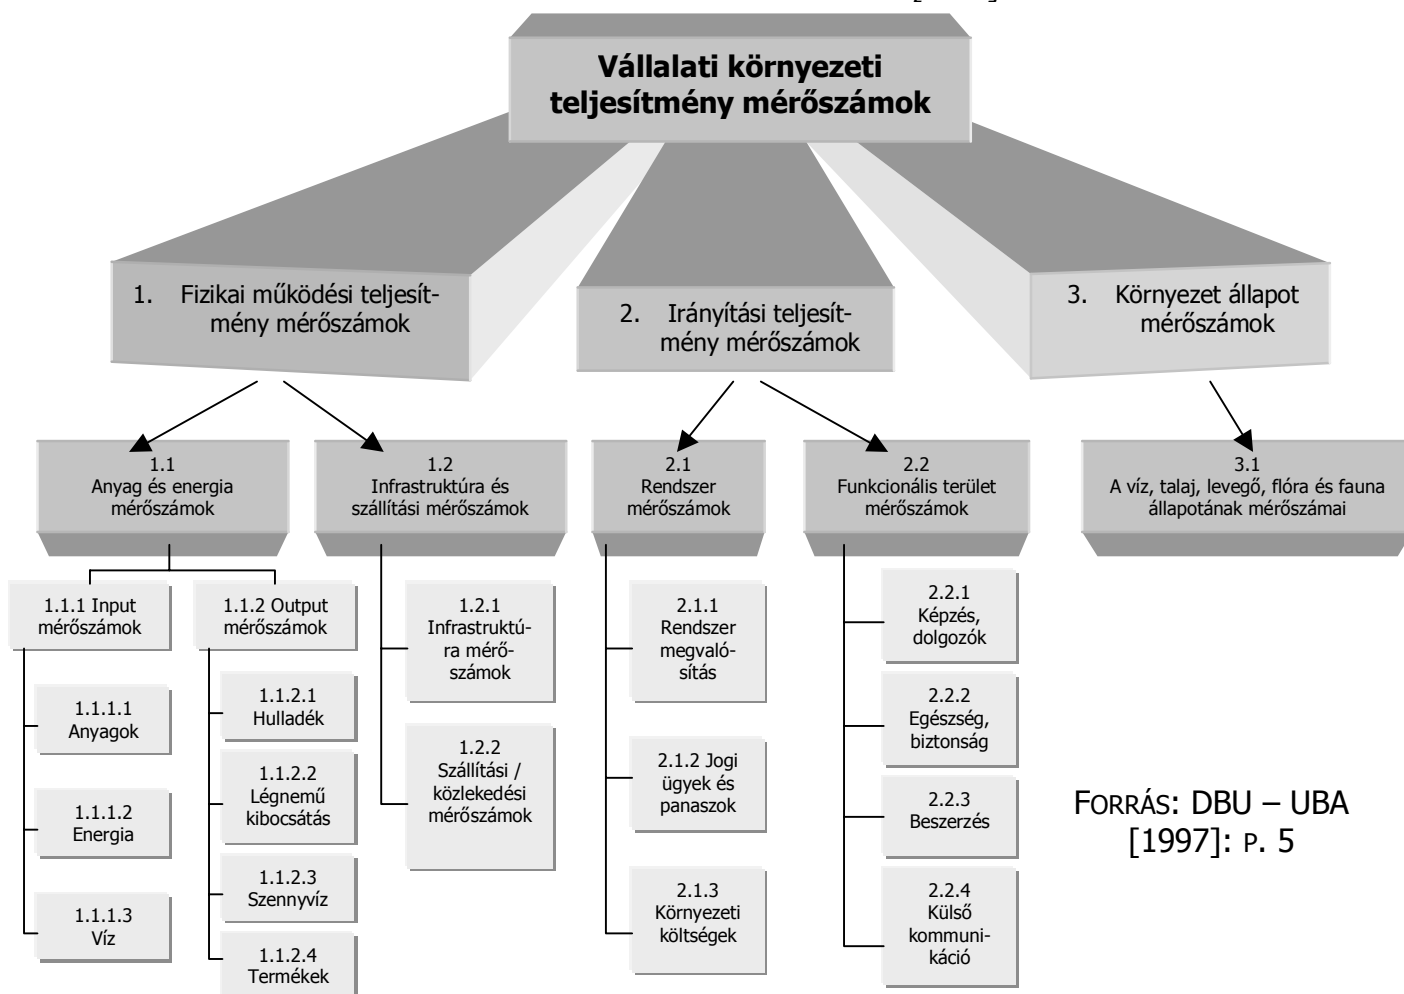 Vállalati környezeti
teljesítmény mérőszámok
1. Fizikai működési teljesít-
mény mérőszámok
2. Irányítási teljesít-
mény mérőszámok
3. Környezet állapot
mérőszámok
1.1
Anyag és energia
mérőszámok
1.2
Infrastruktúra és
szállítási mérőszámok
2.1
Rendszer
mérőszámok
2.2
Funkcionális terület
mérőszámok
3.1
A víz, talaj, levegő, flóra és fauna
állapotának mérőszámai
1.1.1 Input
mérőszámok
1.1.1.1
Anyagok
1.1.1.2
Energia
1.1.1.3
Víz
1.1.2 Output
mérőszámok
1.1.2.1
Hulladék
1.1.2.2
Légnemű
kibocsátás
1.1.2.3
Szennyvíz
1.1.2.4
Termékek
1.2.1
Infrastruktú-
ra mérő-
számok
1.2.2
Szállítási /
közlekedési
mérőszámok
2.1.1
Rendszer
megvaló-
sítás
2.1.2 Jogi
ügyek és
panaszok
2.1.3
Környezeti
költségek
2.2.1
Képzés,
dolgozók
2.2.2
Egészség,
biztonság
2.2.3
Beszerzés
2.2.4
Külső
kommuni-
káció
FORRÁS: DBU – UBA
[1997]: P. 5